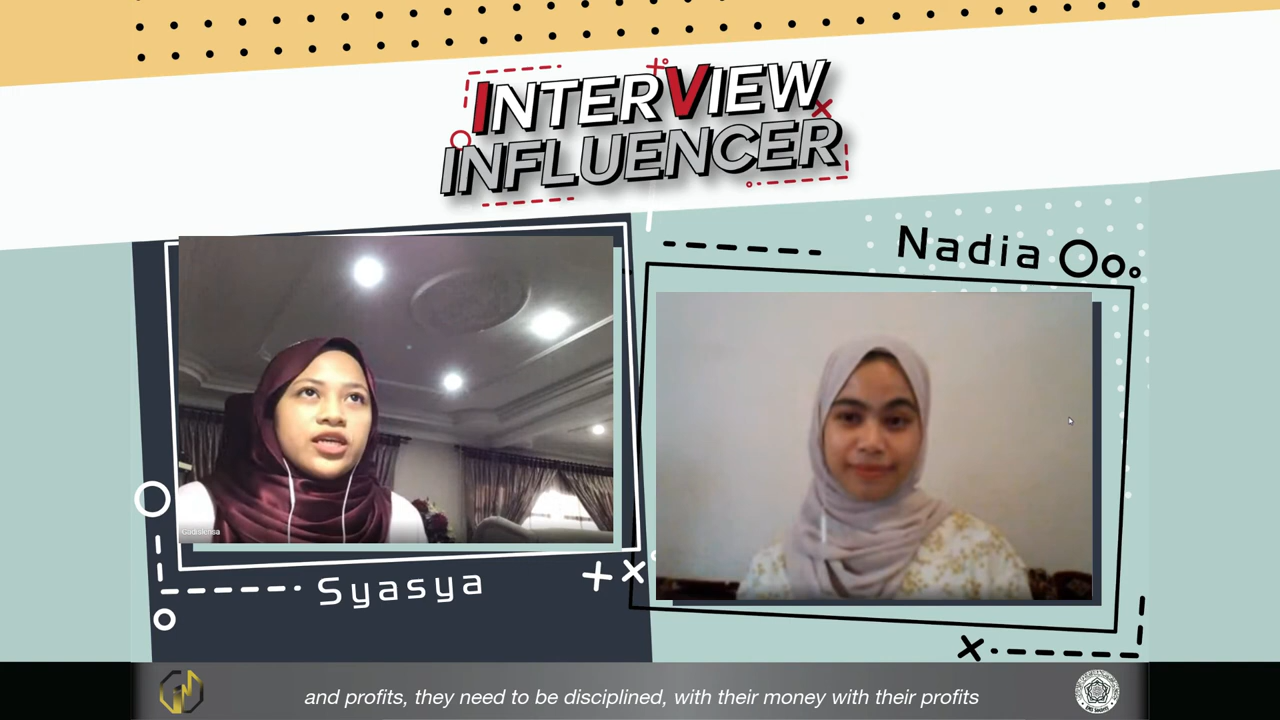 INTERVIEW
INFLUENCER
Nadia
Syasya
and profits, they need to be disciplined, with their money with their profits